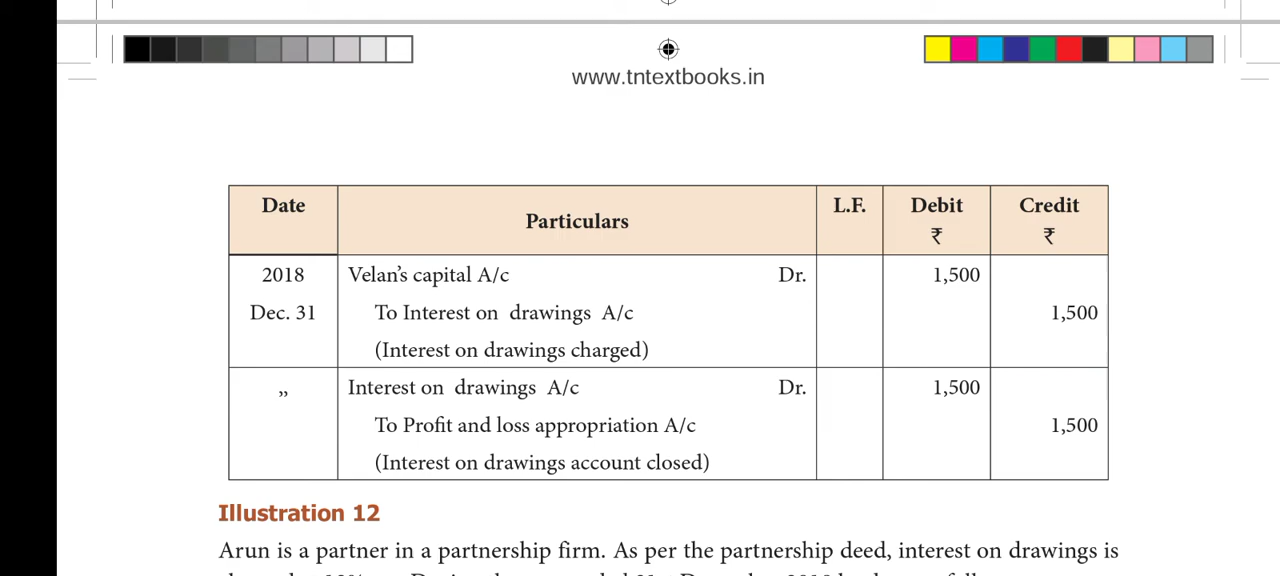 www.tntextbooks.in
Date Particulars L.F. Debit ₹ Credit ₹
2018 Velan's capital A/c Dr. 1,500
Dec. 31 To Interest on drawings A/c 1,500
(Interest on drawings charged)
,, Interest on drawings A/c Dr. 1,500
To Profit and loss appropriation A/c 1,500
(Interest on drawings account closed)
Illustration 12
Arun is a partner in a partnership firm. As per the partnership deed, interest on drawings is